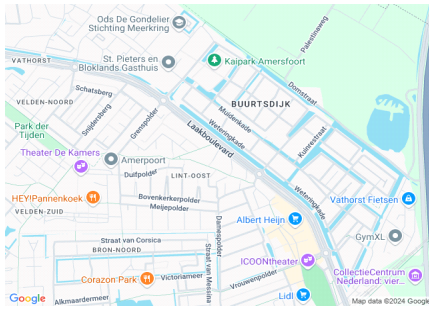 Ods De Gondelier
Stichting Meerkring
Palestineweg
St. Pieters en
Bloklands Gasthuis
Kaipark Amersfoort
VATHORST
Domstraat
Schatsberg
BUURTSDIJK
VELDEN-NOORD
Muidenkade
Snijdersberg
Grenspolder
Weteringkade
Laakboulevard
Kuinrestraat
Park der
Tijden
Theater De Kamers
Amerpoort
Duifpolder
LINT-OOST
HEY!Pannenkoek
Bovenkerkerpolder
Meijepolder
Weteringkade
Vathorst Fietsen
VELDEN-ZUID
Albert Heijn
Damespolder
GymXL
Straat van Corsica
BRON-NOORD
Straat van Messina
ICOONtheater
Corazon Park
Victonameer
Vrouwenpolder
CollectieCentrum
Nederland: vier...
Lidl
Alkmaardermeer
Google
Map data ©2024 Google